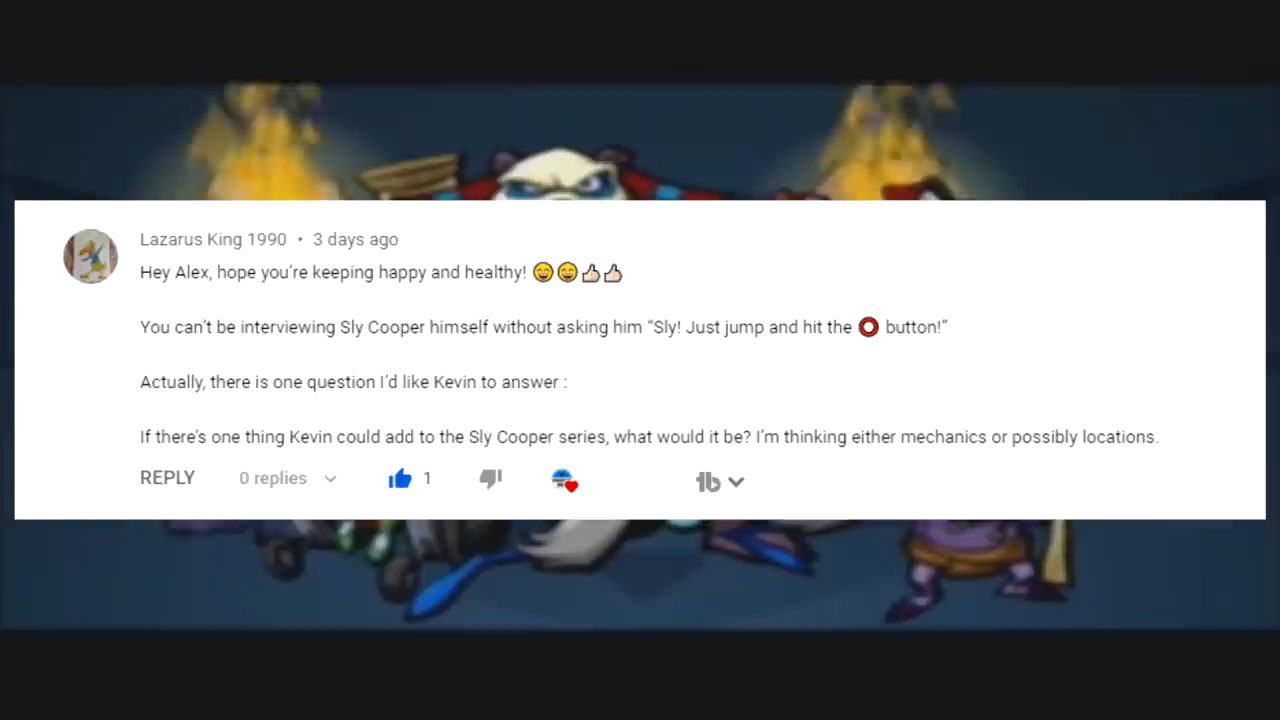 Lazarus King 1990 • 3 days ago
Hey Alex, hope you're keeping happy and healthy! 😄😄👍🏻👍🏻
You can't be interviewing Sly Cooper himself without asking him “Sly! Just jump and hit the ⭕ button!”
Actually, there is one question I'd like Kevin to answer :
If there's one thing Kevin could add to the Sly Cooper series, what would it be? I'm thinking either mechanics or possibly locations.
REPLY 0 replies 1 tb